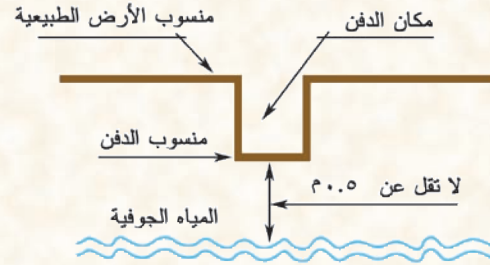 منسوب الأرض الطبيعية
مكان الدفن
منسوب الدفن
لا تقل عن ٠.٥م
المياه الجوفية